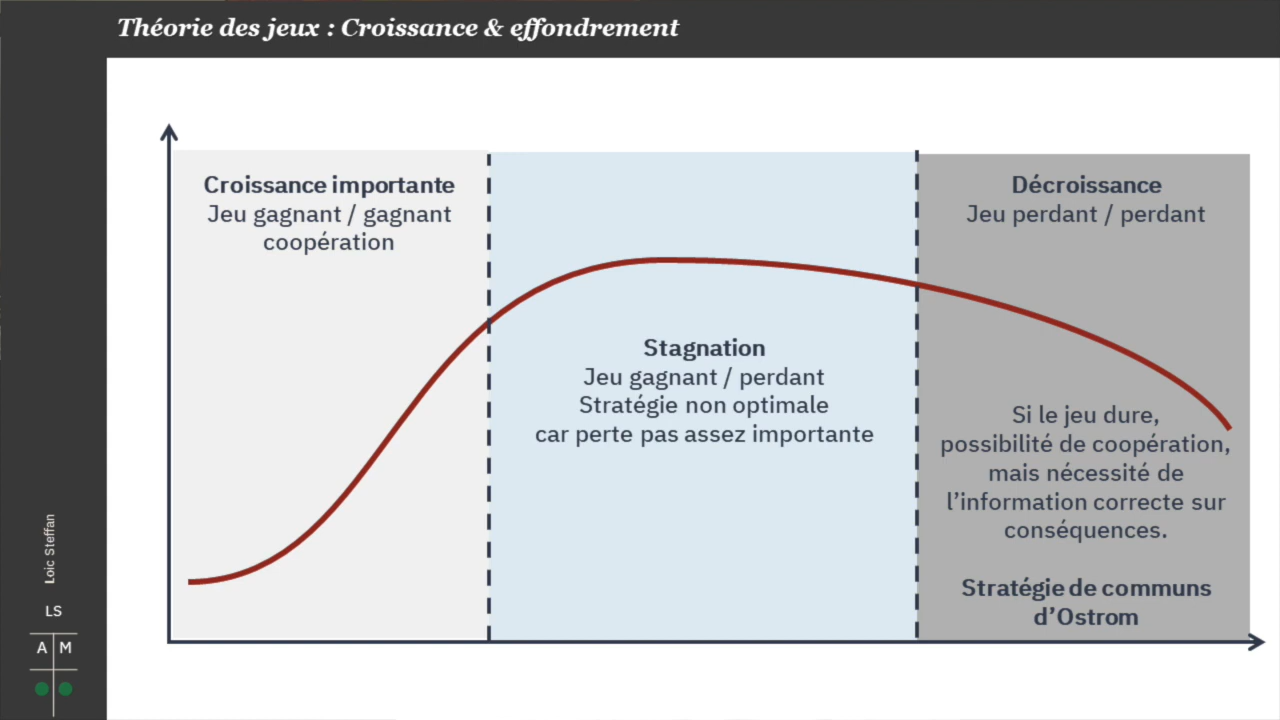 Théorie des jeux : Croissance & effondrement
Croissance importante
Jeu gagnant / gagnant
coopération
Stagnation
Jeu gagnant / perdant
Stratégie non optimale
car perte pas assez importante
Décroissance
Jeu perdant / perdant
Si le jeu dure,
possibilité de coopération,
mais nécessité de
l'information correcte sur
conséquences.
Stratégie de communs
d'Ostrom
Loic Steffan
LS
A M